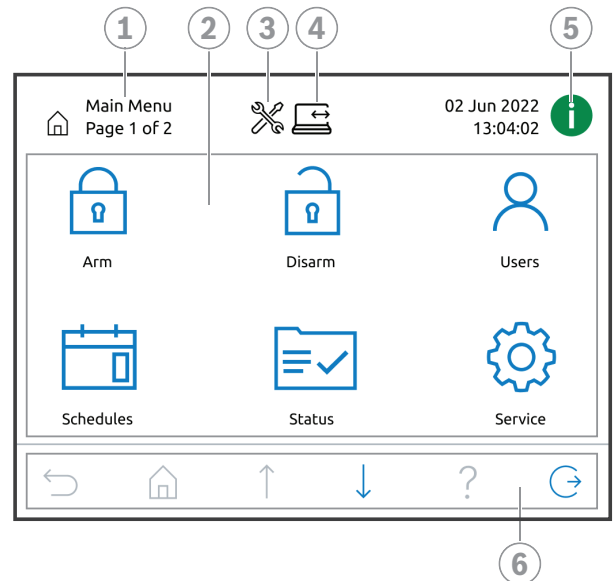 1 2 3 4 5
Main Menu
Page 1 of 2
02 Jun 2022
13:04:02
i
Arm Disarm Users
Schedules Status Service
?
6